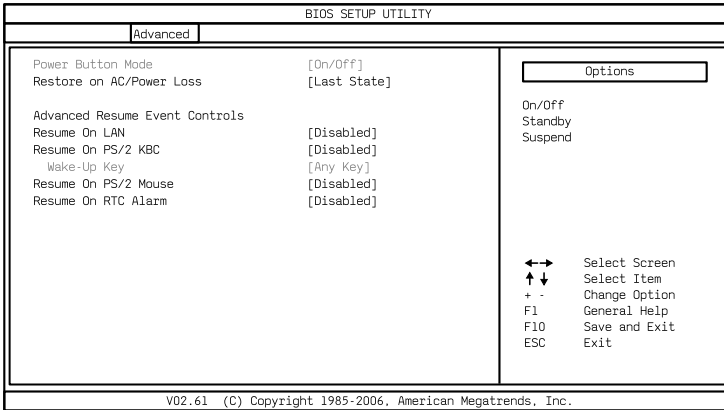 BIOS SETUP UTILITY
Advanced
Power Button Mode [On/Off]
Restore on AC/Power Loss [Last State]
Advanced Resume Event Controls
Resume On LAN [Disabled]
Resume On PS/2 KBC [Disabled]
Wake-Up Key [Any Key]
Resume On PS/2 Mouse [Disabled]
Resume On RTC Alarm [Disabled]
Options
On/Off
Standby
Suspend
←→ Select Screen
↑↓ Select Item
+ - Change Option
F1 General Help
F10 Save and Exit
ESC Exit
V02.61 (C) Copyright 1985-2006, American Megatrends, Inc.